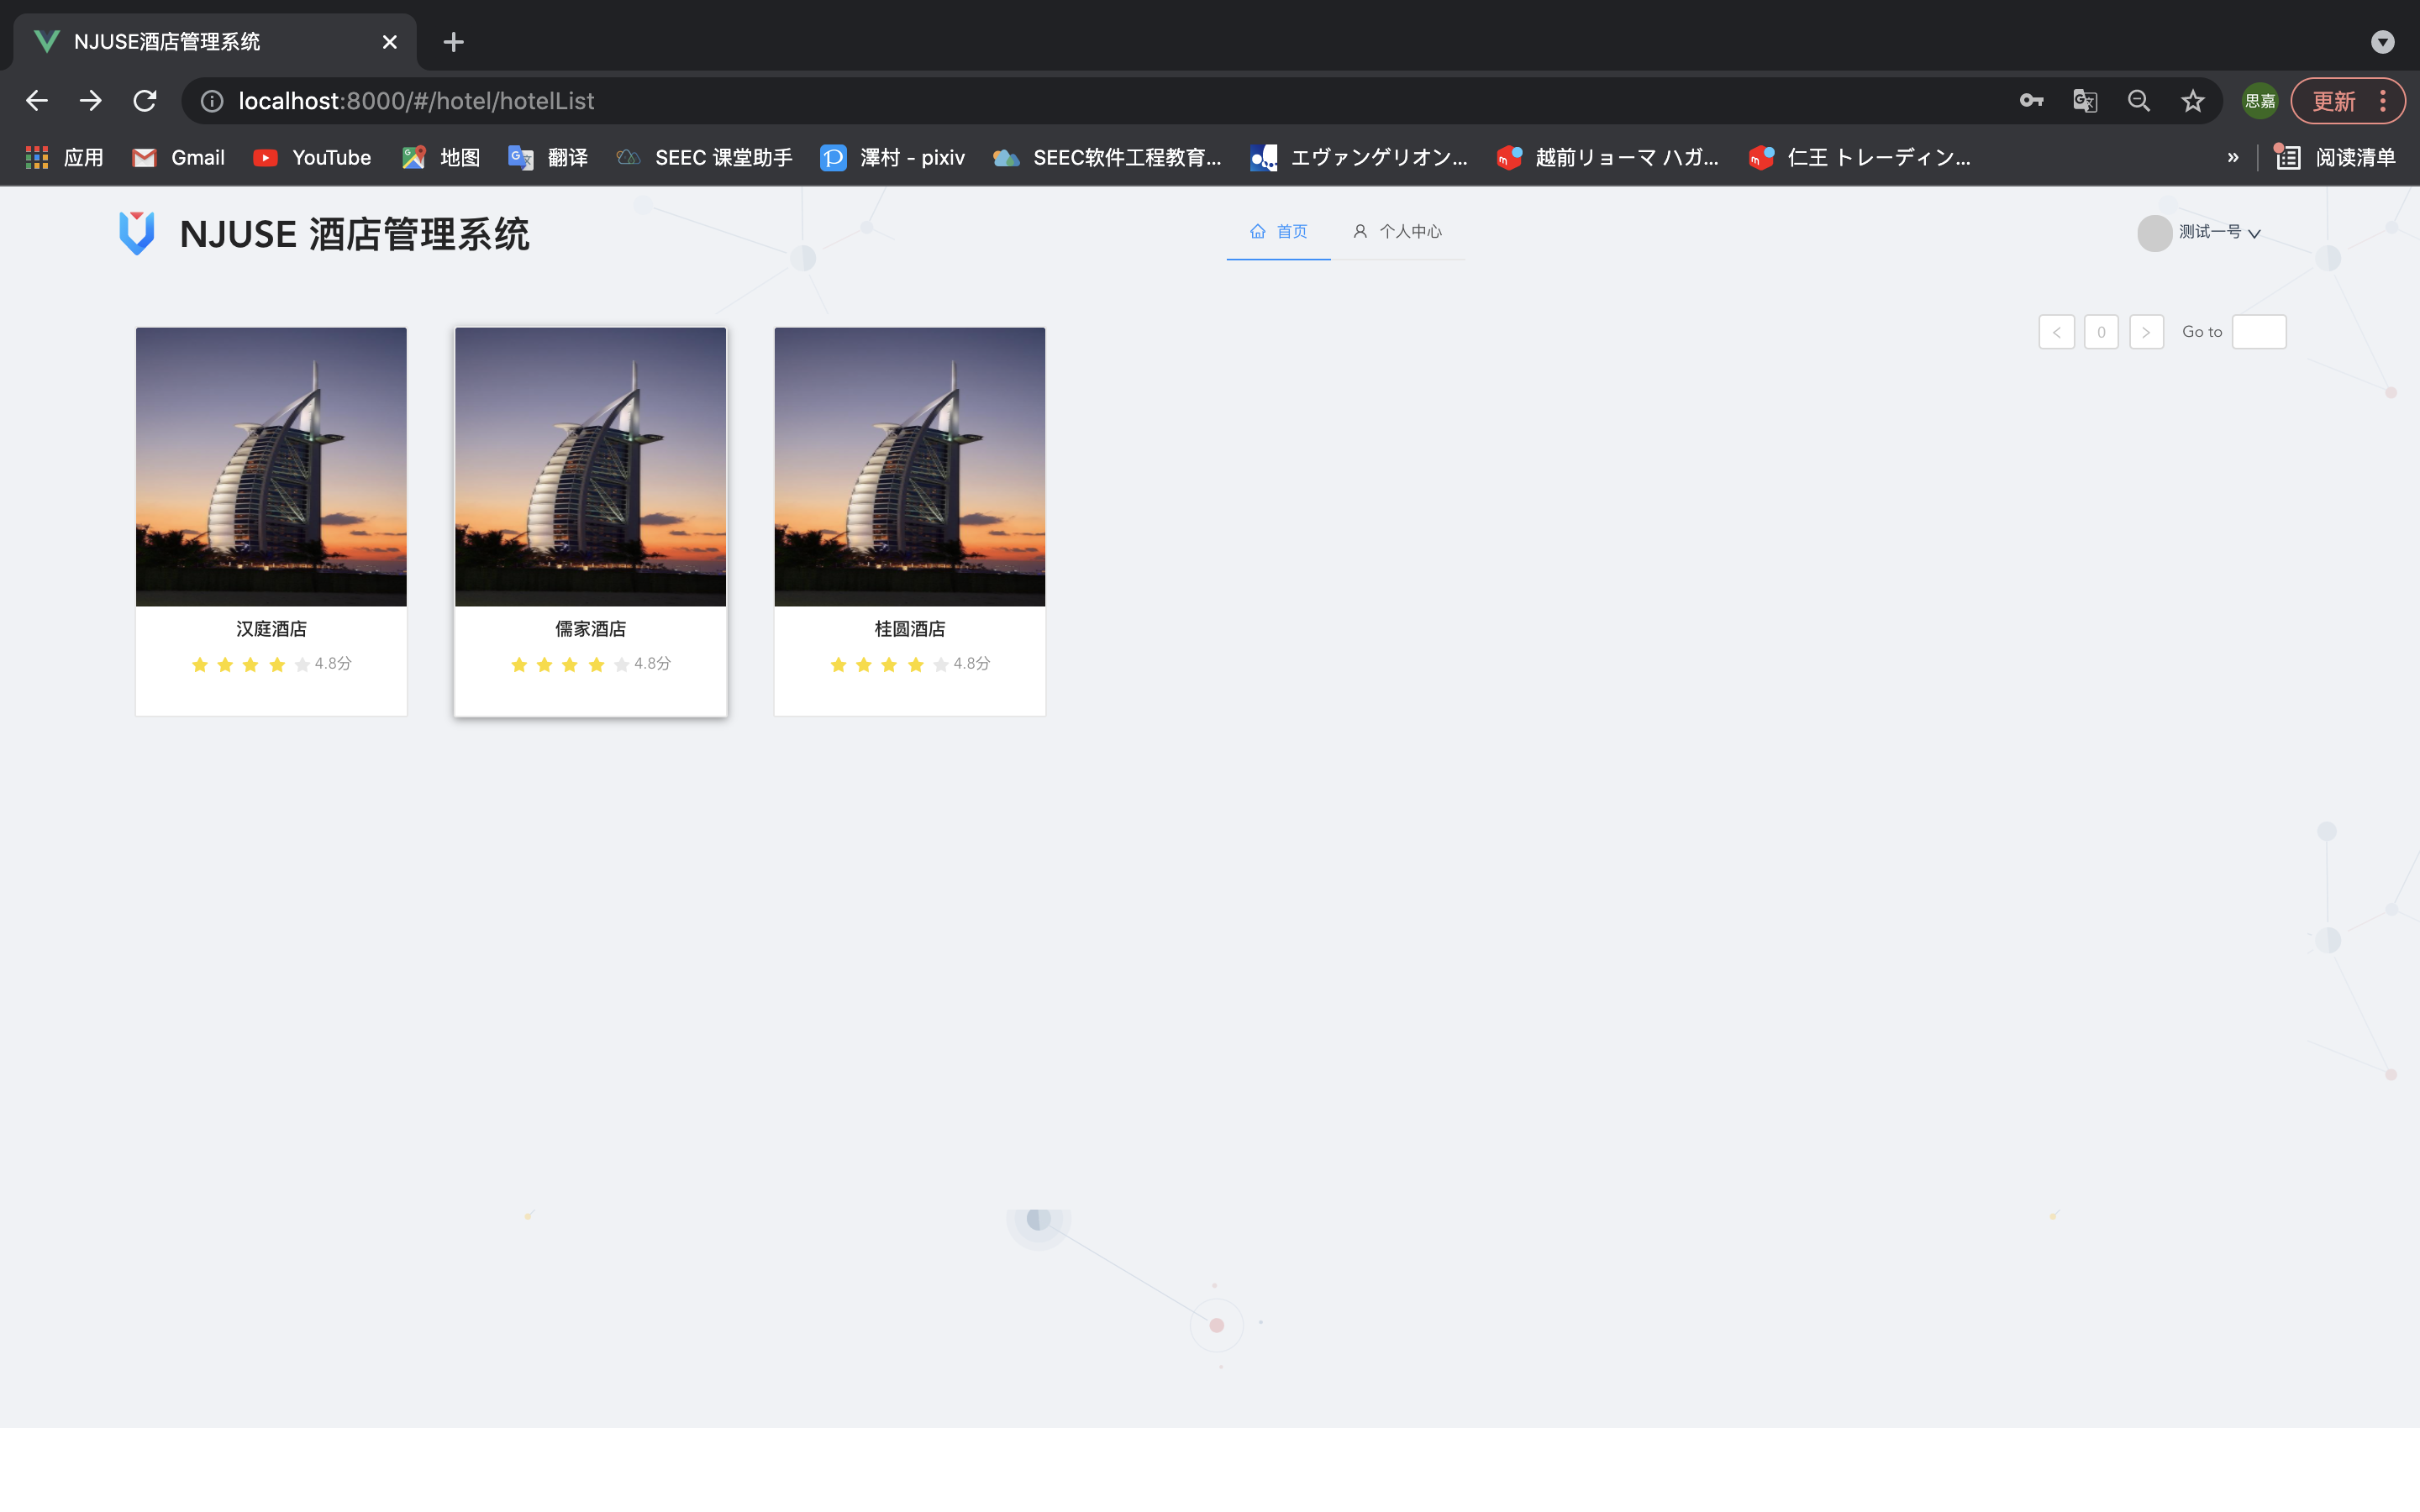 NJUSE酒店管理系统
localhost:8000/#/hotel/hotelList
思嘉
更新
应用
Gmail
YouTube
地图
翻译
SEEC 课堂助手
澤村 - pixiv
SEEC软件工程教育...
エヴァンゲリオン...
越前リョーマ ハガ...
仁王 トレーディン...
»
阅读清单
NJUSE 酒店管理系统
首页
个人中心
测试一号
< 0 > Go to
汉庭酒店
4.8分
儒家酒店
4.8分
桂圆酒店
4.8分